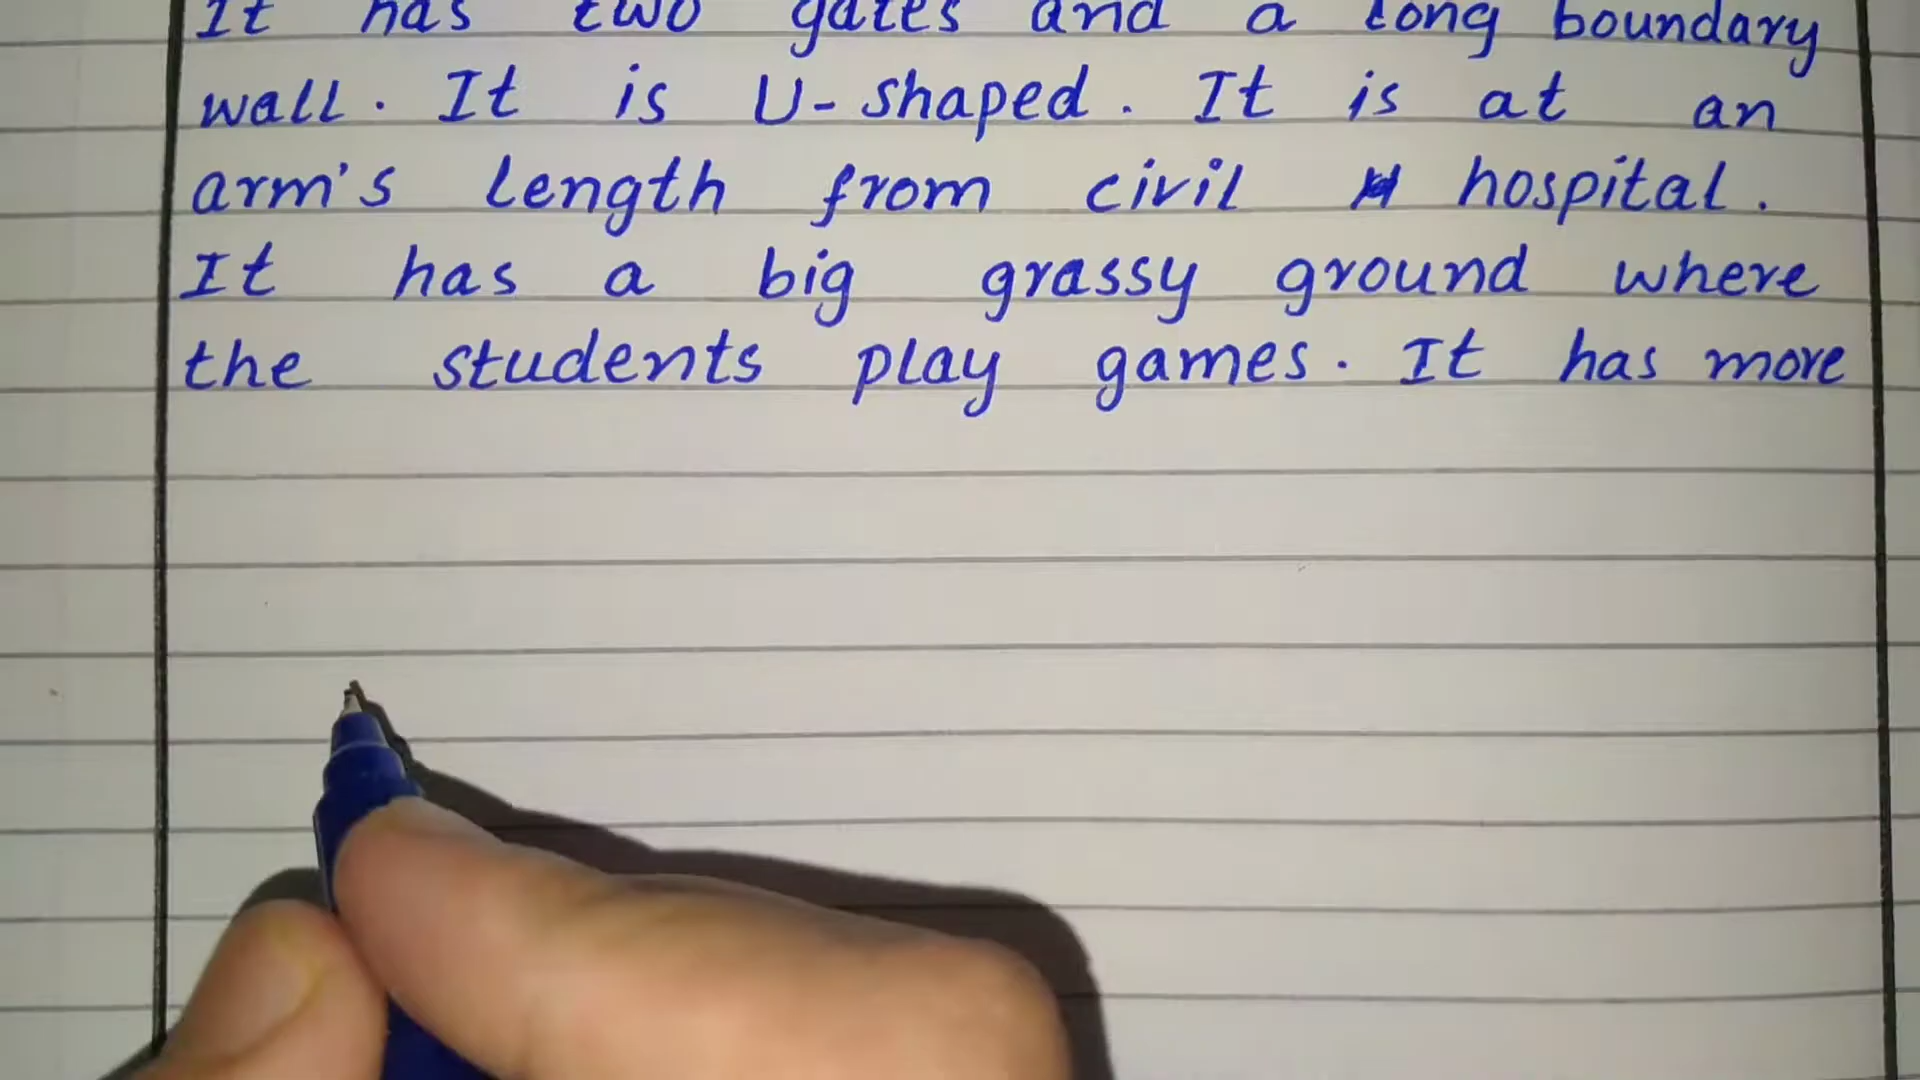 It has two gates and a long boundary
wall. It is U-shaped. It is at an
arm's length from civil hospital.
It has a big grassy ground where
the students play games. It has more